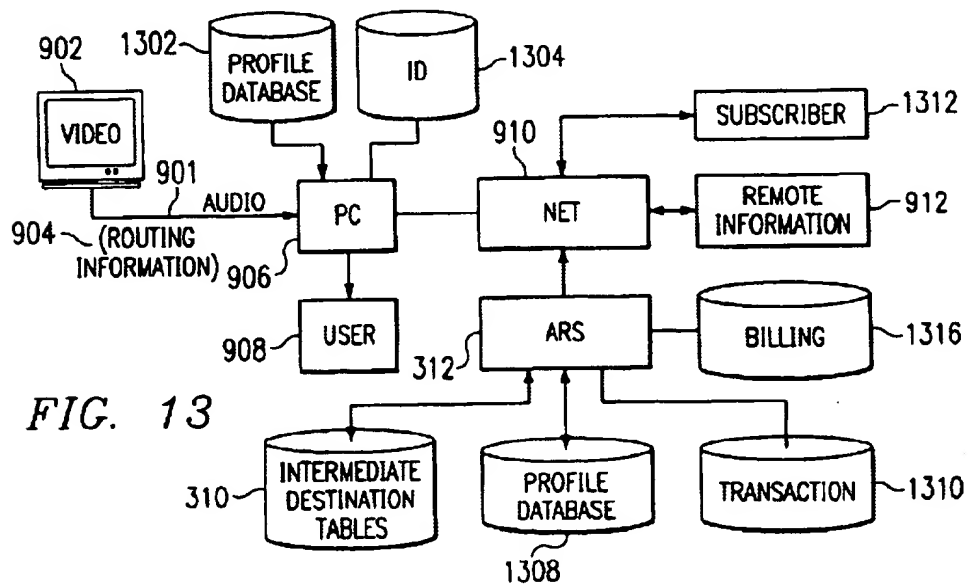 902
VIDEO
1302
PROFILE
DATABASE
ID
1304
910
SUBSCRIBER
1312
901
AUDIO
904
(ROUTING
INFORMATION)
PC
906
NET
REMOTE
INFORMATION
912
USER
908
ARS
312
BILLING
1316
FIG. 13
INTERMEDIATE
DESTINATION
TABLES
310
PROFILE
DATABASE
1308
TRANSACTION
1310